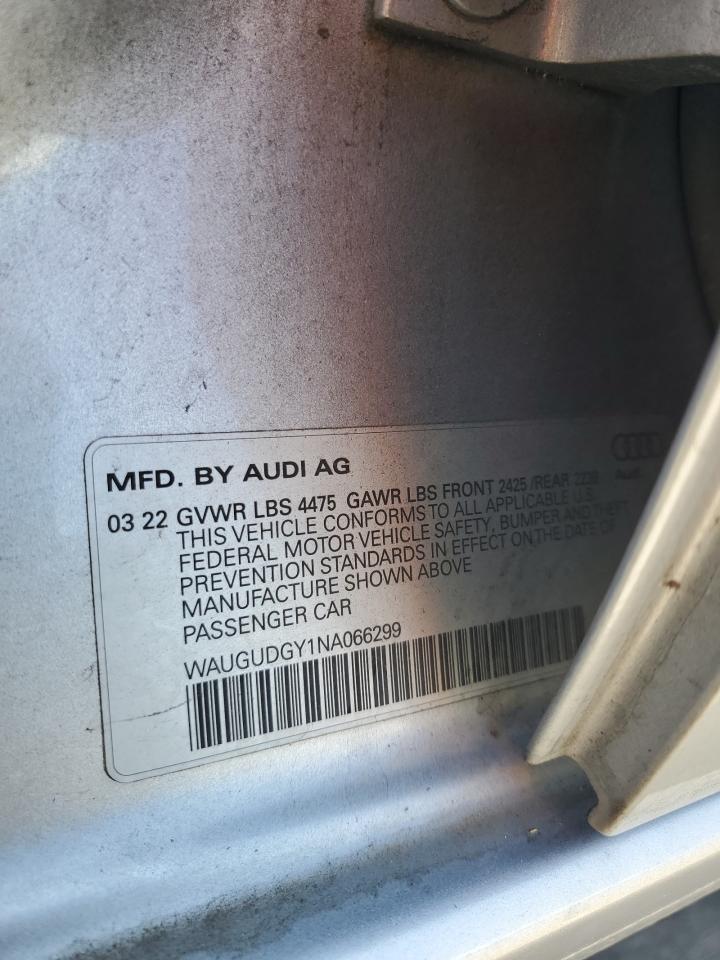 MFD. BY AUDI AG
03 22 GVWR LBS 4475 GAWR LBS FRONT 2425 /REAR
THIS VEHICLE CONFORMS TO ALL APPLICABLE U.S.
FEDERAL MOTOR VEHICLE SAFETY, BUMPER AND THEFT
PREVENTION STANDARDS IN EFFECT ON THE DATE OF
MANUFACTURE SHOWN ABOVE
PASSENGER CAR
WAUGUDGY1NA066299
Audi